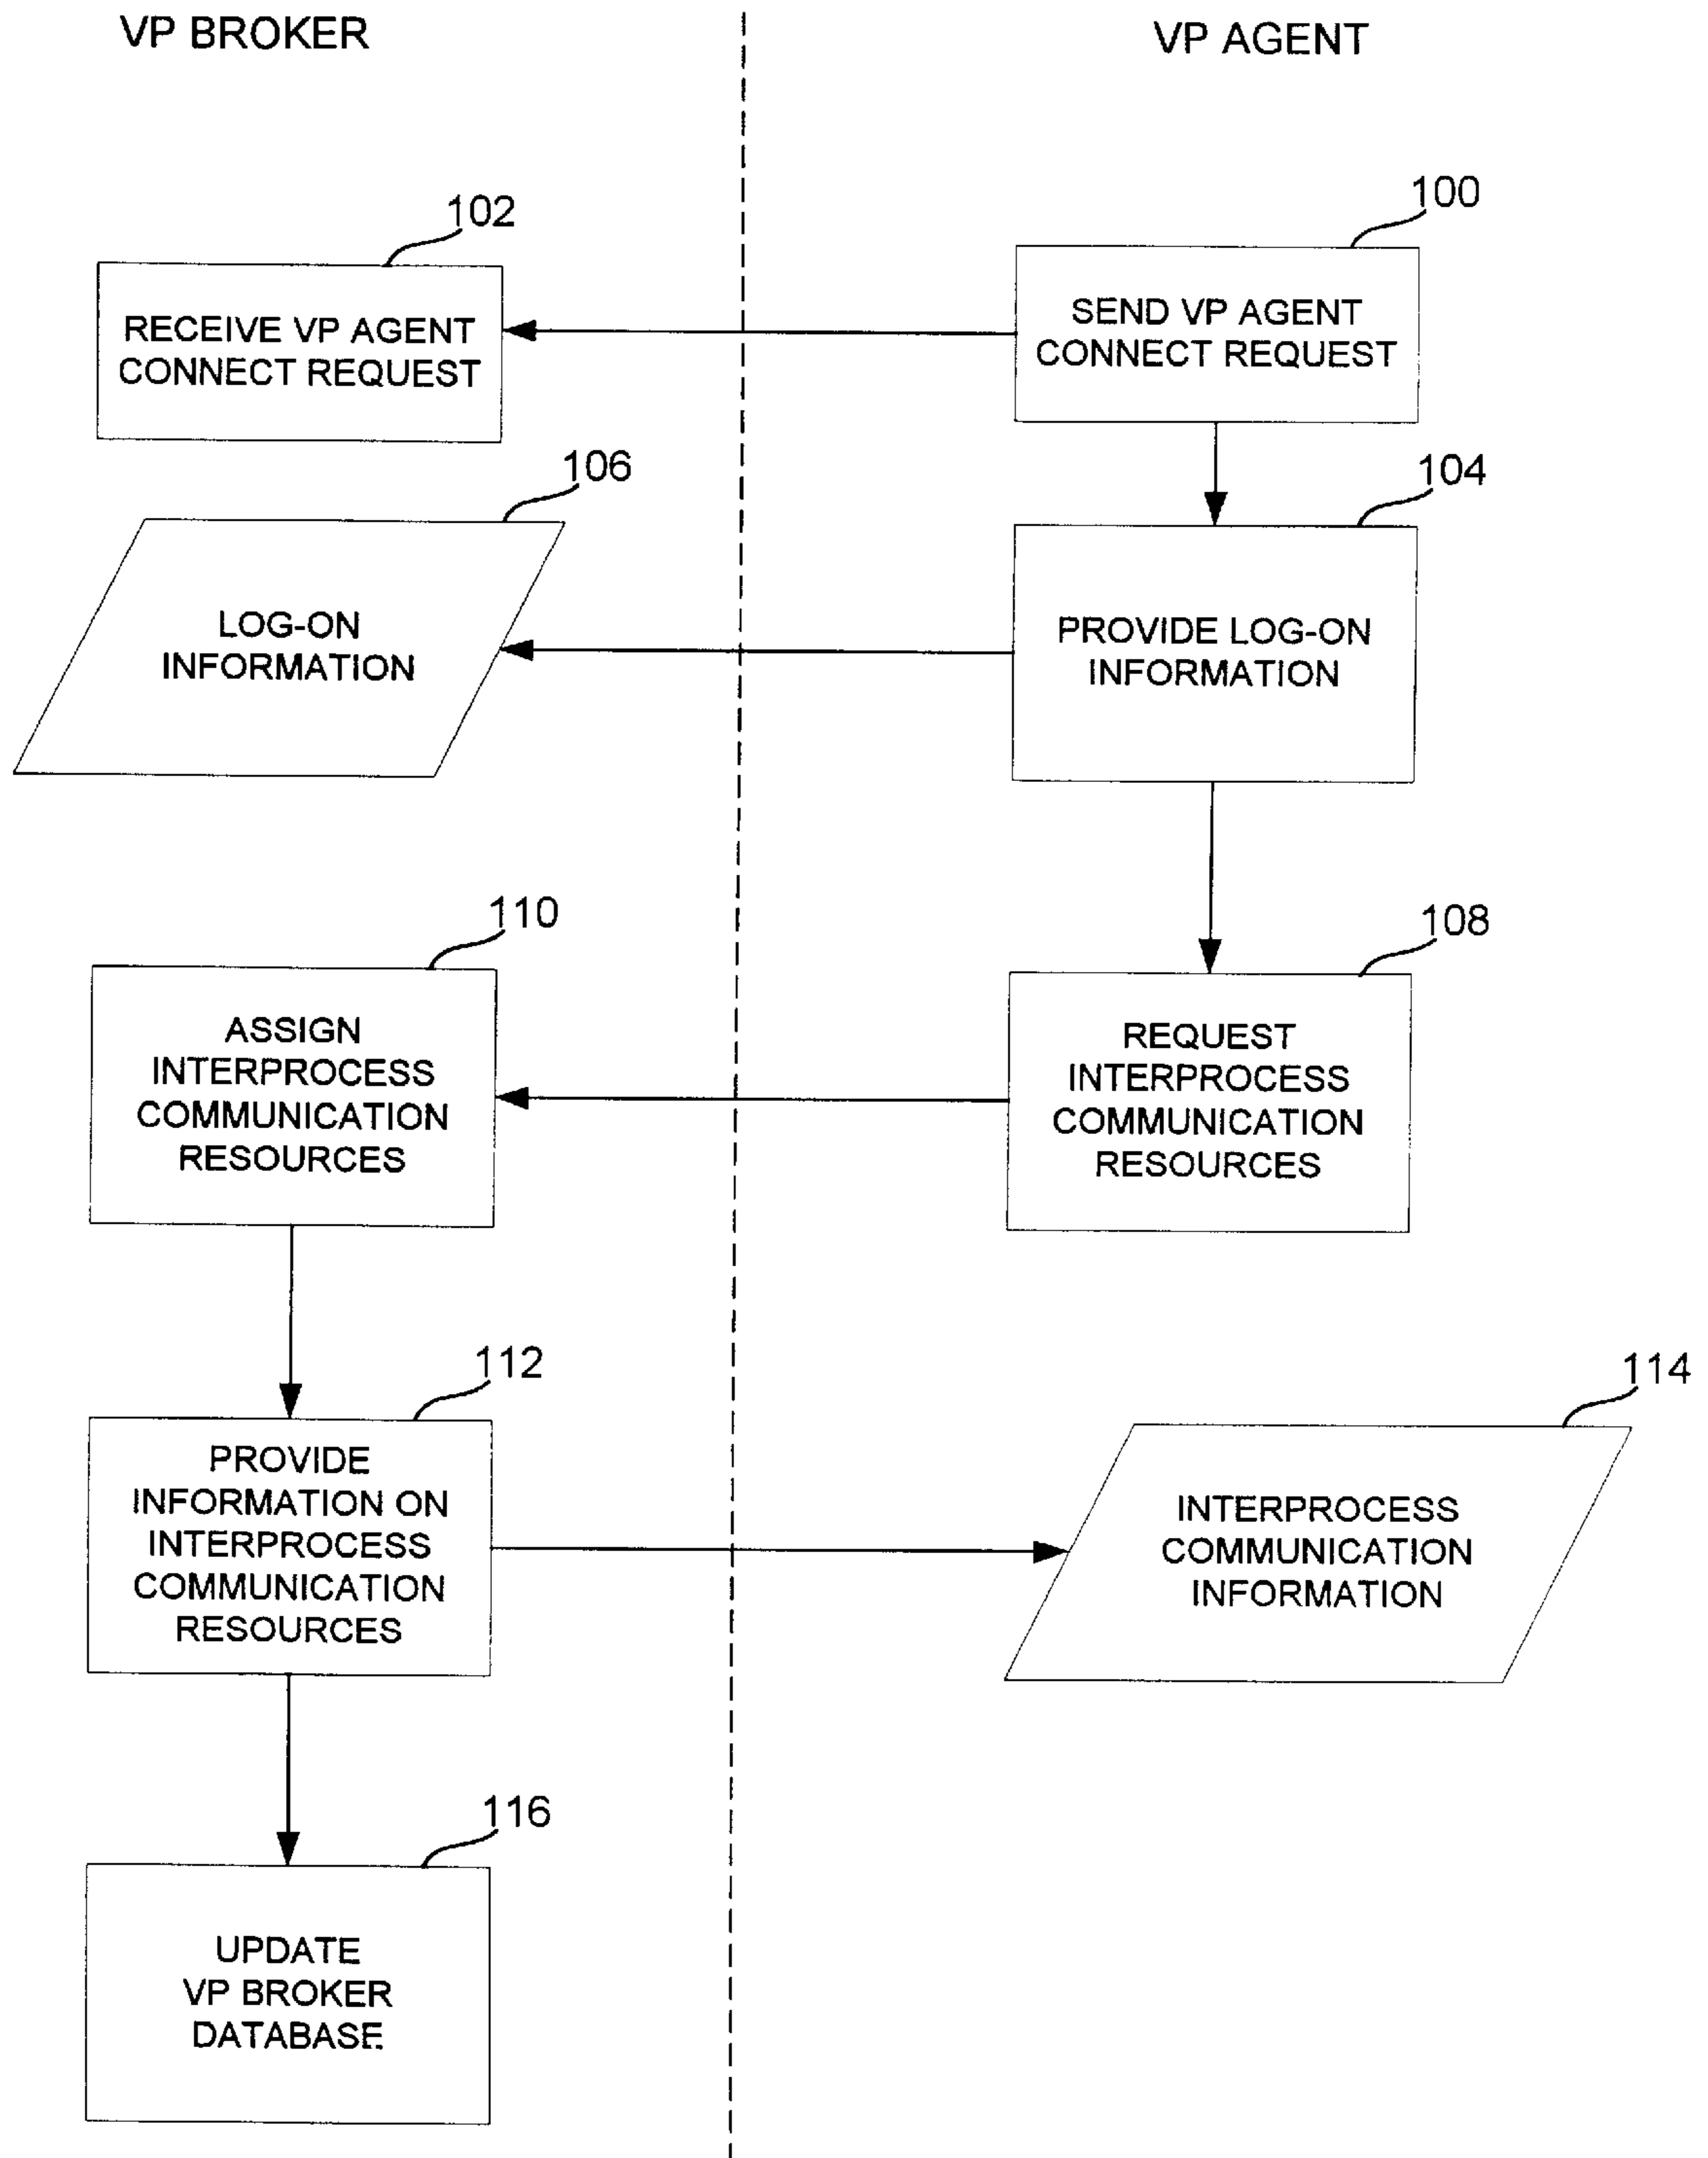 VP BROKER
VP AGENT
102
RECEIVE VP AGENT
CONNECT REQUEST
100
SEND VP AGENT
CONNECT REQUEST
106
LOG-ON
INFORMATION
104
PROVIDE LOG-ON
INFORMATION
110
ASSIGN
INTERPROCESS
COMMUNICATION
RESOURCES
108
REQUEST
INTERPROCESS
COMMUNICATION
RESOURCES
112
PROVIDE
INFORMATION ON
INTERPROCESS
COMMUNICATION
RESOURCES
114
INTERPROCESS
COMMUNICATION
INFORMATION
116
UPDATE
VP BROKER
DATABASE